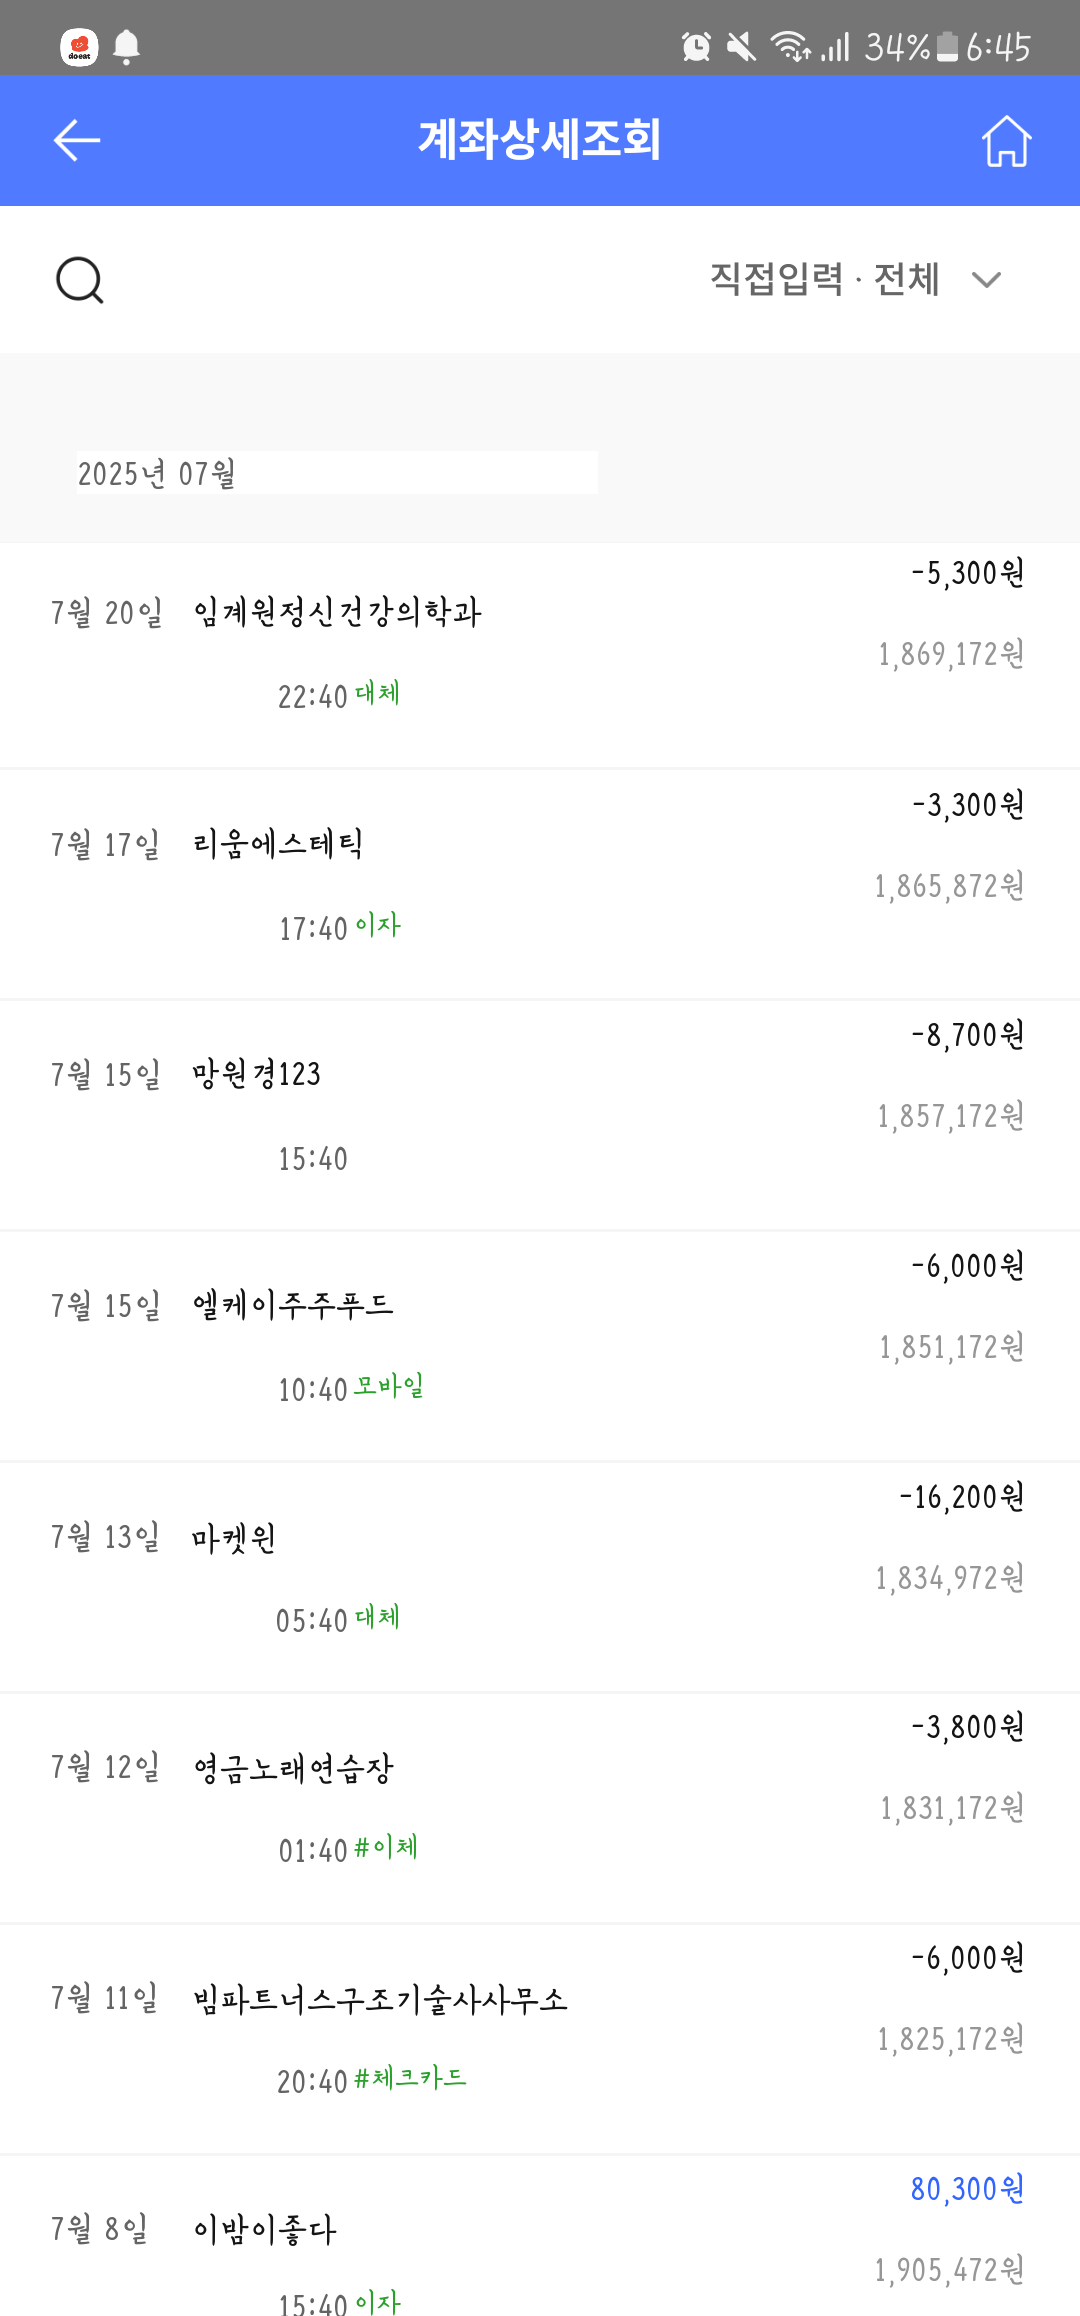 doeat
34% 6:45
계좌상세조회
직접입력 · 전체
2025년 07월
-5,300원
7월 20일 임계원정신건강의학과
1,869,172원
22:40 대체
-3,300원
7월 17일 리움에스테틱
1,865,872원
17:40 이자
-8,700원
7월 15일 망원경123
1,857,172원
15:40
-6,000원
7월 15일 엘케이주주푸드
1,851,172원
10:40 모바일
-16,200원
7월 13일 마켓윈
1,834,972원
05:40 대체
-3,800원
7월 12일 영금노래연습장
1,831,172원
01:40 #이체
-6,000원
7월 11일 빔파트너스구조기술사사무소
1,825,172원
20:40 #체크카드
80,300원
7월 8일 이밤이좋다
1,905,472원
15:40 이자